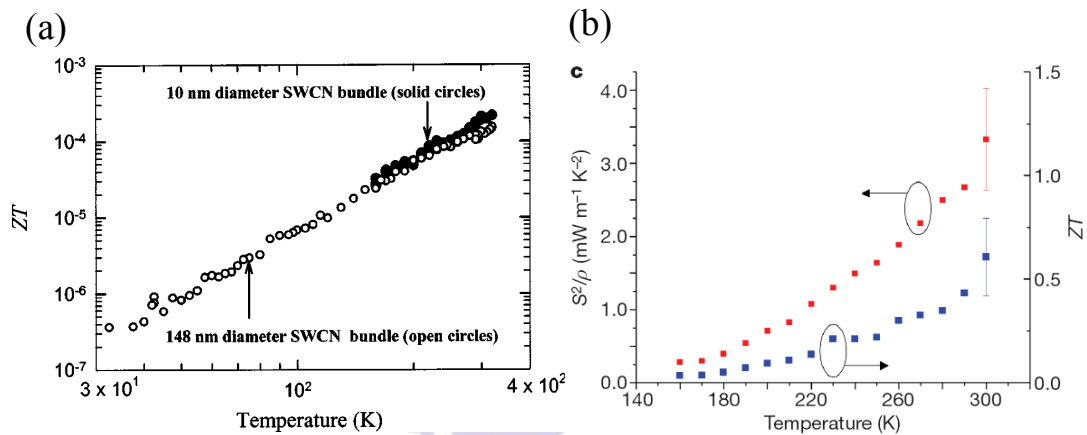 (a)
ZT
10⁻³
10⁻⁴
10⁻⁵
10⁻⁶
10⁻⁷
10 nm diameter SWCN bundle (solid circles)
148 nm diameter SWCN bundle (open circles)
3 x 10¹
10²
4 x 10²
Temperature (K)
(b)
c
S²/ρ (mW m⁻¹ K⁻²)
4.0
3.0
2.0
1.0
0.0
140
180
220
260
300
Temperature (K)
1.5
1.0
0.5
0.0
ZT